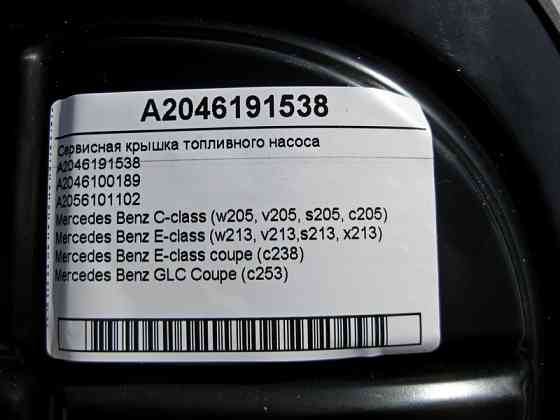 A2046191538
Сервисная крышка топливного насоса
A2046191538
A2046100189
A2056101102
Mercedes Benz C-class (w205, v205, s205, c205)
Mercedes Benz E-class (w213, v213,s213, x213)
Mercedes Benz E-class coupe (c238)
Mercedes Benz GLC Coupe (c253)